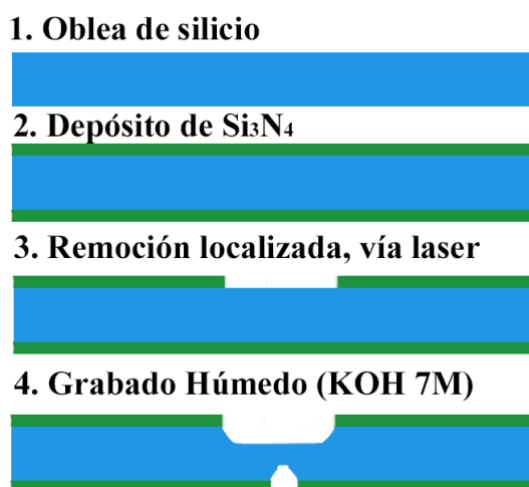 1. Oblea de silicio
2. Depósito de Si₃N₄
3. Remoción localizada, vía laser
4. Grabado Húmedo (KOH 7M)